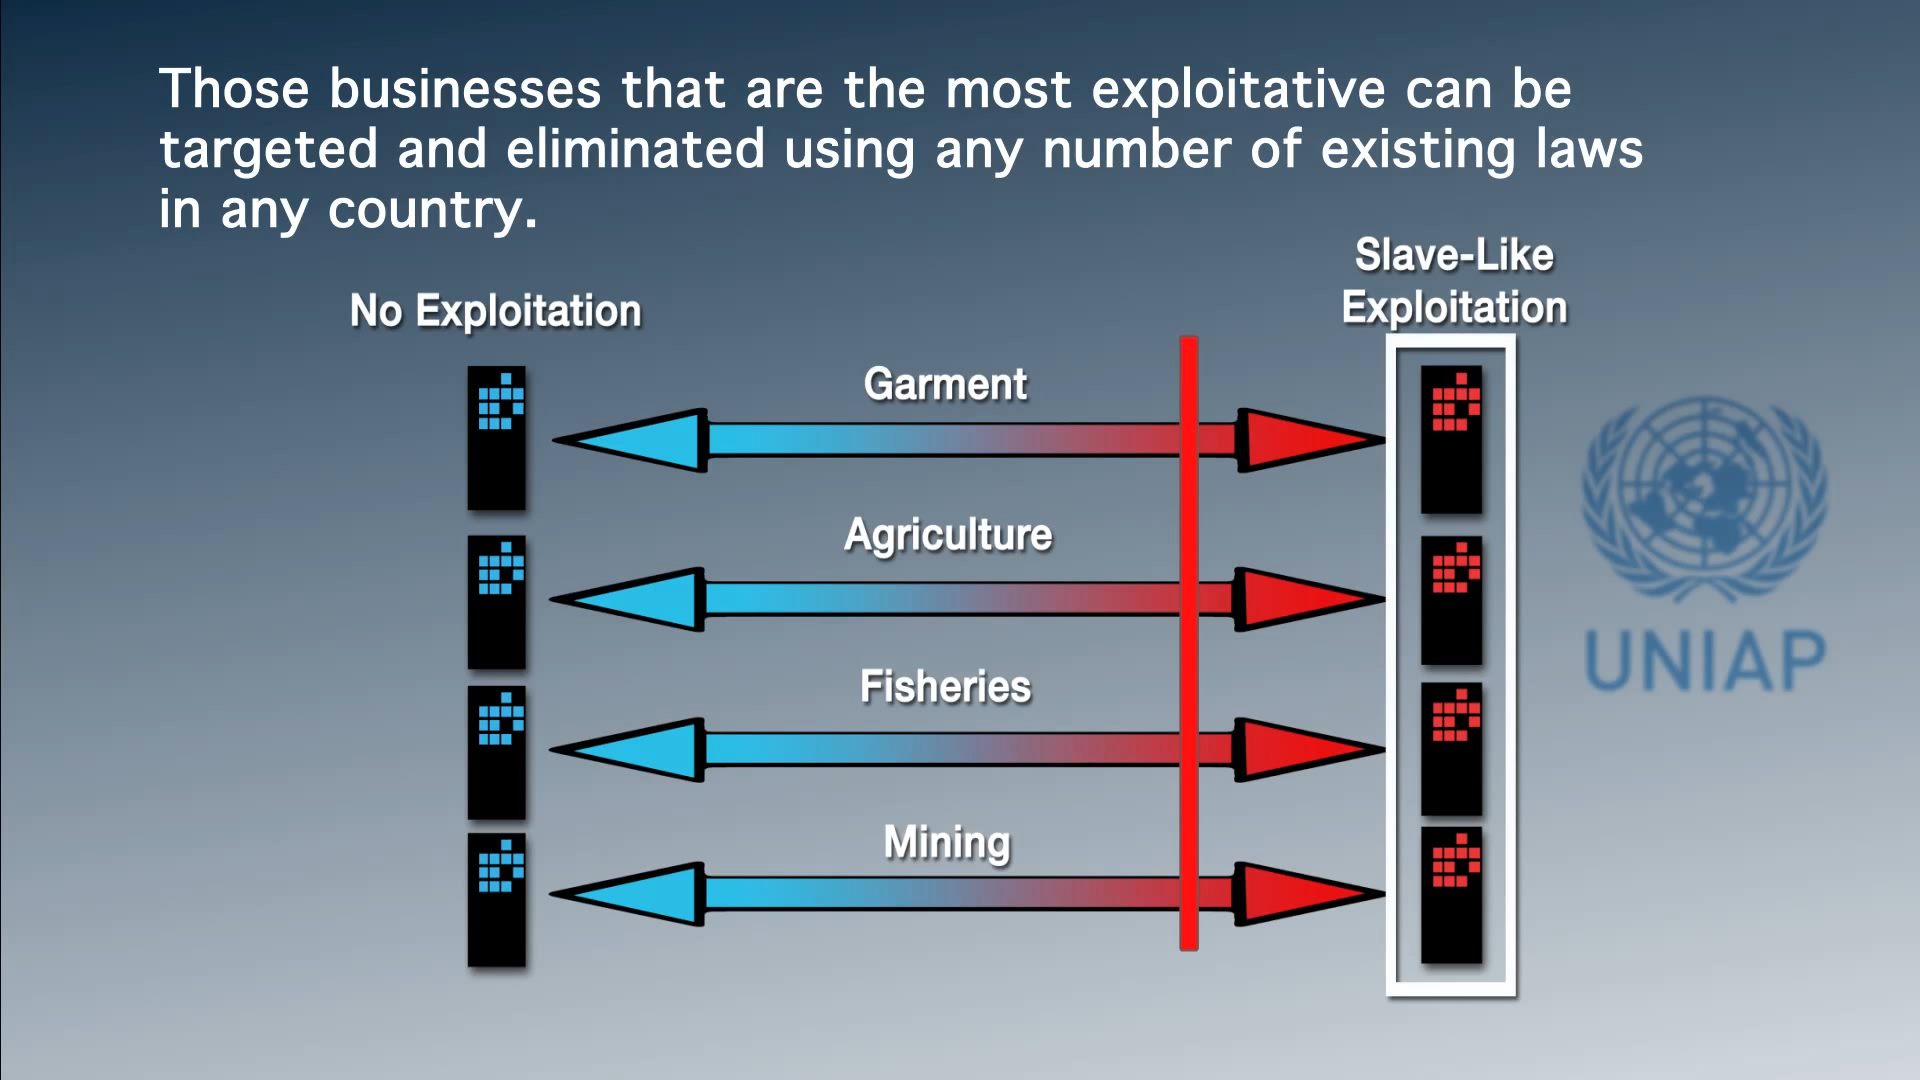 Those businesses that are the most exploitative can be
targeted and eliminated using any number of existing laws
in any country.
No Exploitation
Slave-Like
Exploitation
Garment
Agriculture
Fisheries
Mining
UNIAP